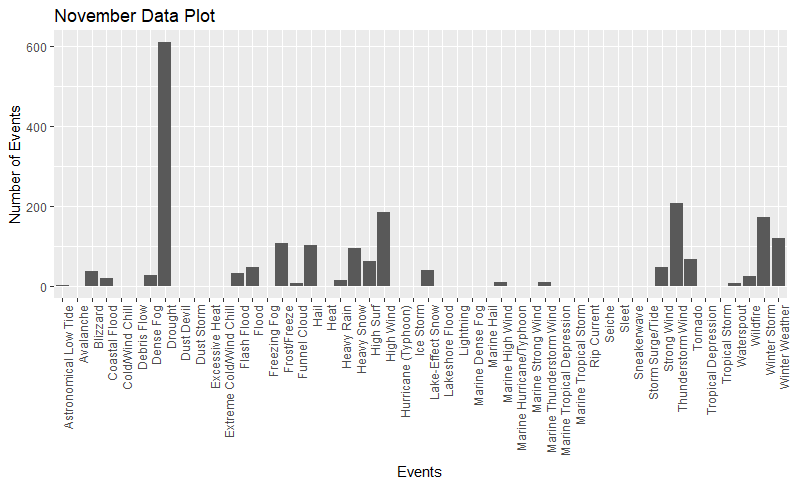 November Data Plot
Number of Events
600
400
200
0
Astronomical Low Tide
Avalanche
Blizzard
Coastal Flood
Cold/Wind Chill
Debris Flow
Dense Fog
Drought
Dust Devil
Dust Storm
Excessive Heat
Extreme Cold/Wind Chill
Flash Flood
Flood
Freezing Fog
Frost/Freeze
Funnel Cloud
Hail
Heat
Heavy Rain
Heavy Snow
High Surf
High Wind
Hurricane (Typhoon)
Ice Storm
Lake-Effect Snow
Lakeshore Flood
Lightning
Marine Dense Fog
Marine Hail
Marine High Wind
Marine Hurricane/Typhoon
Marine Strong Wind
Marine Thunderstorm Wind
Marine Tropical Depression
Marine Tropical Storm
Rip Current
Seiche
Sleet
Sneakerwave
Storm Surge/Tide
Strong Wind
Thunderstorm Wind
Tornado
Tropical Depression
Tropical Storm
Waterspout
Wildfire
Winter Storm
Winter Weather
Events